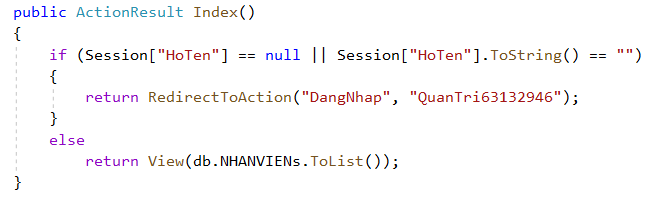 public ActionResult Index()
{
    if (Session["HoTen"] == null || Session["HoTen"].ToString() == "")
    {
        return RedirectToAction("DangNhap", "QuanTri63132946");
    }
    else
        return View(db.NHANVIENs.ToList());
}